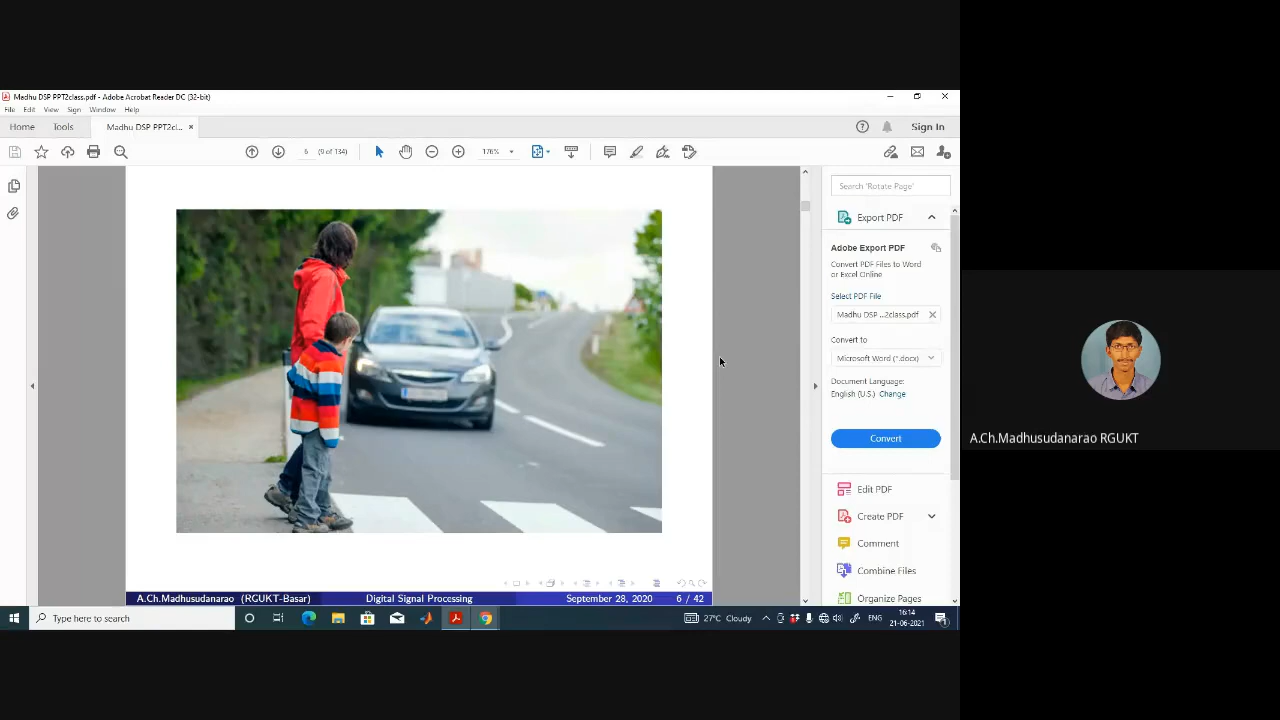 Madhu DSP PPT2class.pdf - Adobe Acrobat Reader DC (32-bit)
File Edit View Sign Window Help
Home Tools Madhu DSP PPT2cl... × Sign In
6 (9 of 134) 176%
Search 'Rotate Page'
Export PDF
Adobe Export PDF
Convert PDF Files to Word
or Excel Online
Select PDF File
Madhu DSP ...2class.pdf
Convert to
Microsoft Word (*.docx)
Document Language:
English (U.S.) Change
Convert
Edit PDF
Create PDF
Comment
Combine Files
Organize Pages
A.Ch.Madhusudanarao (RGUKT-Basar) Digital Signal Processing September 28, 2020 6 / 42
Type here to search 27°C Cloudy ENG 16:14
21-06-2021
A.Ch.Madhusudanarao RGUKT